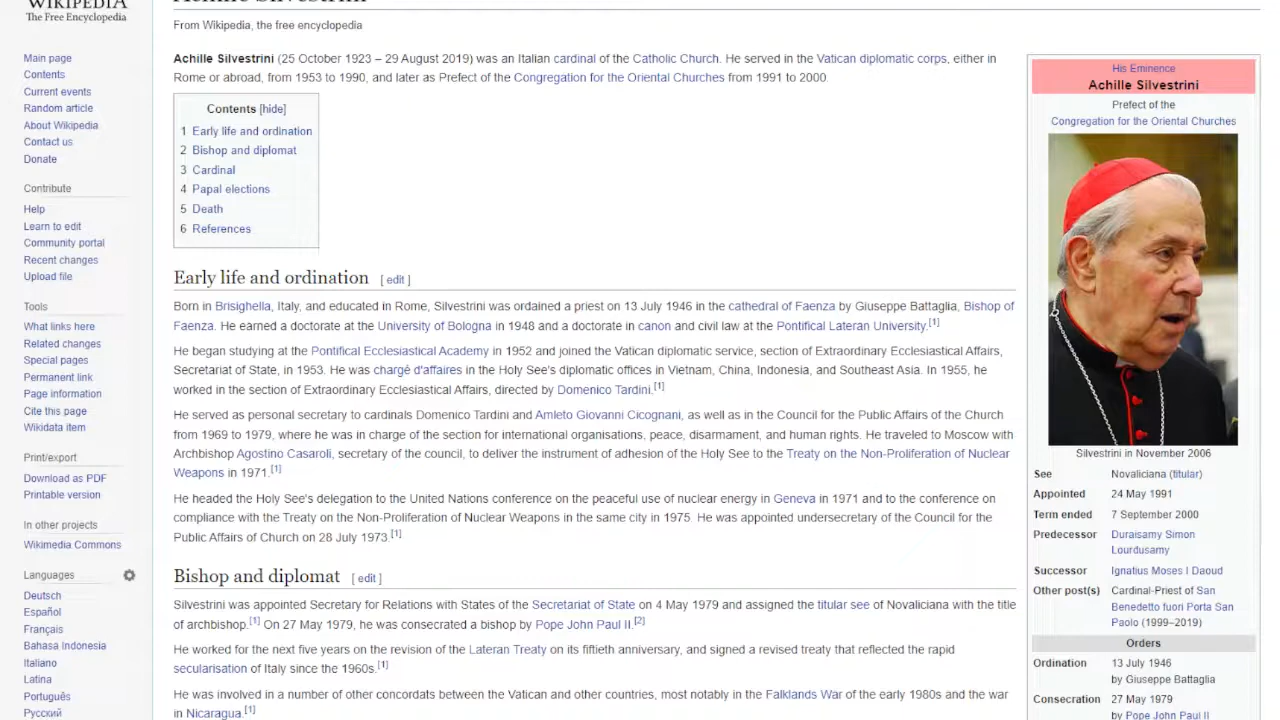 WIKIPEDIA
The Free Encyclopedia
Main page
Contents
Current events
Random article
About Wikipedia
Contact us
Donate
Contribute
Help
Learn to edit
Community portal
Recent changes
Upload file
Tools
What links here
Related changes
Special pages
Permanent link
Page information
Cite this page
Wikidata item
Print/export
Download as PDF
Printable version
In other projects
Wikimedia Commons
Languages
Deutsch
Español
Français
Bahasa Indonesia
Italiano
Latina
Português
Русский
Achille Silvestrini
From Wikipedia, the free encyclopedia
Achille Silvestrini (25 October 1923 – 29 August 2019) was an Italian cardinal of the Catholic Church. He served in the Vatican diplomatic corps, either in
Rome or abroad, from 1953 to 1990, and later as Prefect of the Congregation for the Oriental Churches from 1991 to 2000.
Contents [hide]
1 Early life and ordination
2 Bishop and diplomat
3 Cardinal
4 Papal elections
5 Death
6 References
Early life and ordination [ edit ]
Born in Brisighella, Italy, and educated in Rome, Silvestrini was ordained a priest on 13 July 1946 in the cathedral of Faenza by Giuseppe Battaglia, Bishop of
Faenza. He earned a doctorate at the University of Bologna in 1948 and a doctorate in canon and civil law at the Pontifical Lateran University.[1]
He began studying at the Pontifical Ecclesiastical Academy in 1952 and joined the Vatican diplomatic service, section of Extraordinary Ecclesiastical Affairs,
Secretariat of State, in 1953. He was chargé d'affaires in the Holy See's diplomatic offices in Vietnam, China, Indonesia, and Southeast Asia. In 1955, he
worked in the section of Extraordinary Ecclesiastical Affairs, directed by Domenico Tardini.[1]
He served as personal secretary to cardinals Domenico Tardini and Amleto Giovanni Cicognani, as well as in the Council for the Public Affairs of the Church
from 1969 to 1979, where he was in charge of the section for international organisations, peace, disarmament, and human rights. He traveled to Moscow with
Archbishop Agostino Casaroli, secretary of the council, to deliver the instrument of adhesion of the Holy See to the Treaty on the Non-Proliferation of Nuclear
Weapons in 1971.[1]
He headed the Holy See's delegation to the United Nations conference on the peaceful use of nuclear energy in Geneva in 1971 and to the conference on
compliance with the Treaty on the Non-Proliferation of Nuclear Weapons in the same city in 1975. He was appointed undersecretary of the Council for the
Public Affairs of Church on 28 July 1973.[1]
Bishop and diplomat [ edit ]
Silvestrini was appointed Secretary for Relations with States of the Secretariat of State on 4 May 1979 and assigned the titular see of Novaliciana with the title
of archbishop.[1] On 27 May 1979, he was consecrated a bishop by Pope John Paul II.[2]
He worked for the next five years on the revision of the Lateran Treaty on its fiftieth anniversary, and signed a revised treaty that reflected the rapid
secularisation of Italy since the 1960s.[1]
He was involved in a number of other concordats between the Vatican and other countries, most notably in the Falklands War of the early 1980s and the war
in Nicaragua.[1]
His Eminence
Achille Silvestrini
Prefect of the
Congregation for the Oriental Churches
Silvestrini in November 2006
See Novaliciana (titular)
Appointed 24 May 1991
Term ended 7 September 2000
Predecessor Duraisamy Simon
Lourdusamy
Successor Ignatius Moses I Daoud
Other post(s) Cardinal-Priest of San
Benedetto fuori Porta San
Paolo (1999–2019)
Orders
Ordination 13 July 1946
by Giuseppe Battaglia
Consecration 27 May 1979
by Pope John Paul II